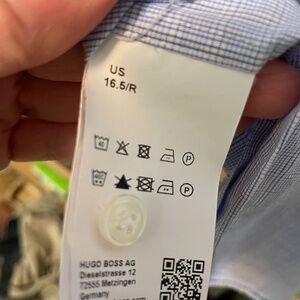 US
16.5/R
HUGO BOSS AG
Dieselstrasse 12
72555 Metzingen
Germany